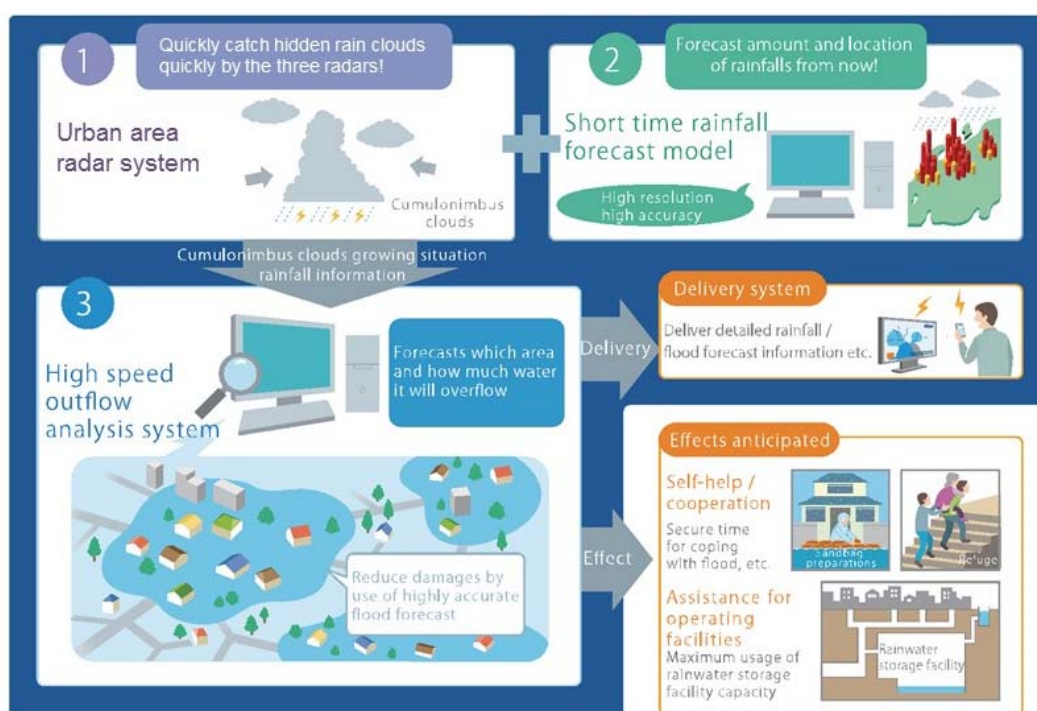 1
Quickly catch hidden rain clouds
quickly by the three radars!
Urban area
radar system
Cumulonimbus
clouds
2
Forecast amount and location
of rainfalls from now!
Short time rainfall
forecast model
High resolution
high accuracy
Cumulonimbus clouds growing situation
rainfall information
3
High speed
outflow
analysis system
Forecasts which area
and how much water
it will overflow
Reduce damages by
use of highly accurate
flood forecast
Delivery
Delivery system
Deliver detailed rainfall /
flood forecast information etc.
Effect
Effects anticipated
Self-help /
cooperation
Secure time
for coping
with flood, etc.
Sandbag
preparations
Refuge
Assistance for
operating
facilities
Maximum usage of
rainwater storage
facility capacity
Rainwater
storage facility